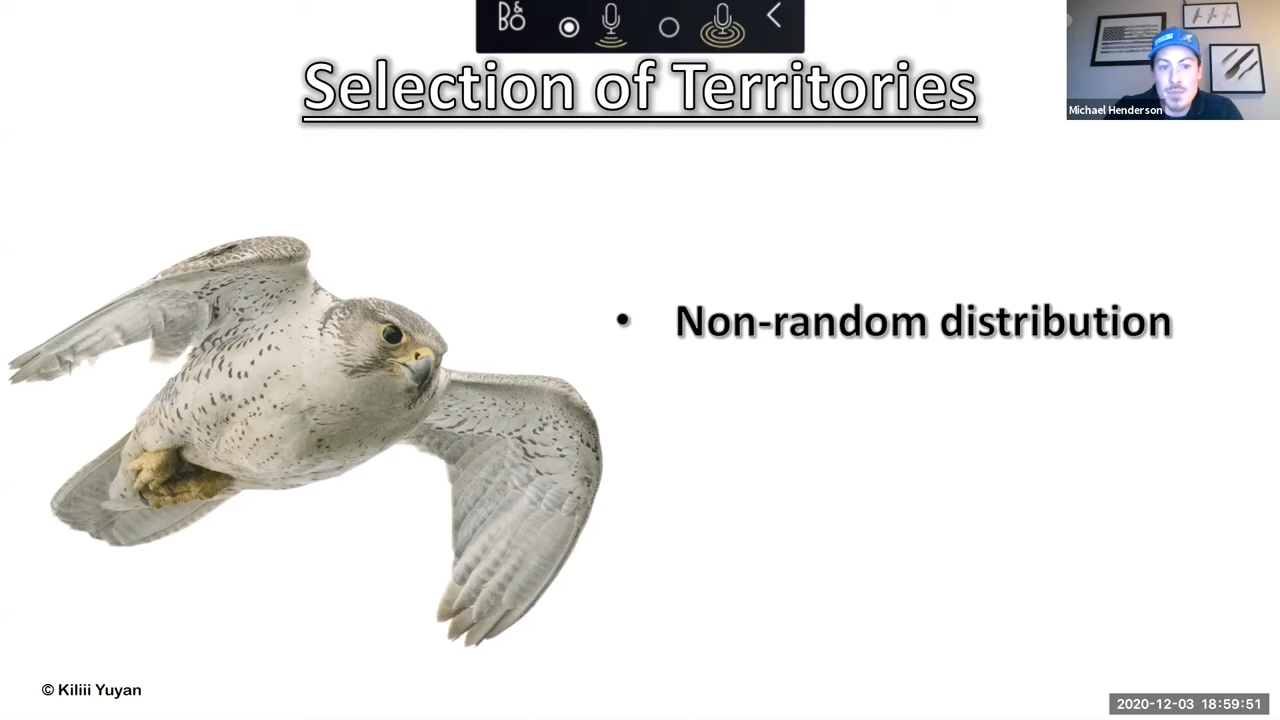 B&O
Selection of Territories
Michael Henderson
• Non-random distribution
© Kiliii Yuyan
2020-12-03 18:59:51